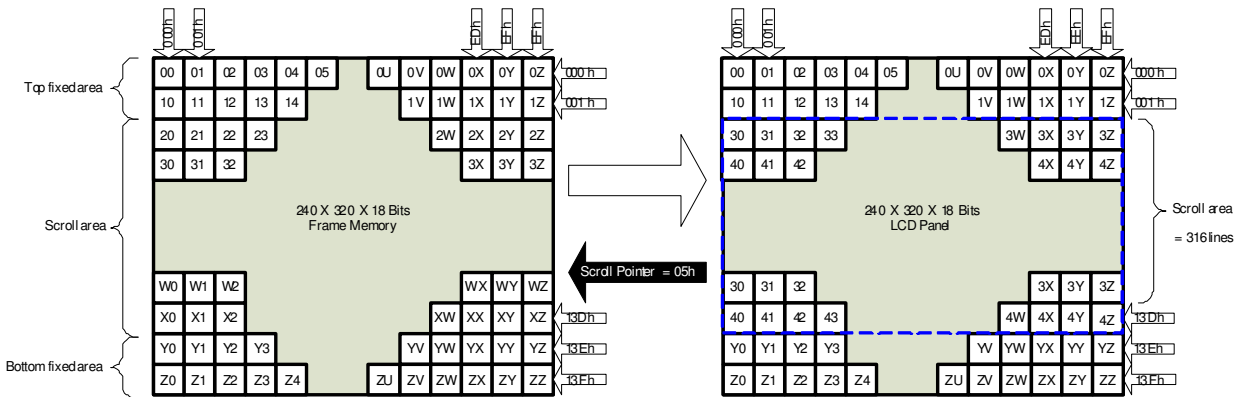 000h 001h EDh EFh EFh 000h 001h EDh EEh EFh
00 01 02 03 04 05 0U 0V 0W 0X 0Y 0Z 000 h 00 01 02 03 04 05 0U 0V 0W 0X 0Y 0Z 000 h
Top fixed area
10 11 12 13 14 1V 1W 1X 1Y 1Z 001 h 10 11 12 13 14 1V 1W 1X 1Y 1Z 001 h
20 21 22 23 2W 2X 2Y 2Z 30 31 32 33 3W 3X 3Y 3Z
30 31 32 3X 3Y 3Z 40 41 42 4X 4Y 4Z
Scroll area
240 X 320 X 18 Bits
Frame Memory
240 X 320 X 18 Bits
LCD Panel
Scroll area
= 316 lines
Scroll Pointer = 05h
W0 W1 W2 WX WY WZ 30 31 32 3X 3Y 3Z
X0 X1 X2 XW XX XY XZ 13Dh 40 41 42 43 4W 4X 4Y 4Z 13Dh
Y0 Y1 Y2 Y3 YV YW YX YY YZ 13Eh Y0 Y1 Y2 Y3 YV YW YX YY YZ 13Eh
Bottom fixed area
Z0 Z1 Z2 Z3 Z4 ZU ZV ZW ZX ZY ZZ 13Fh Z0 Z1 Z2 Z3 Z4 ZU ZV ZW ZX ZY ZZ 13Fh